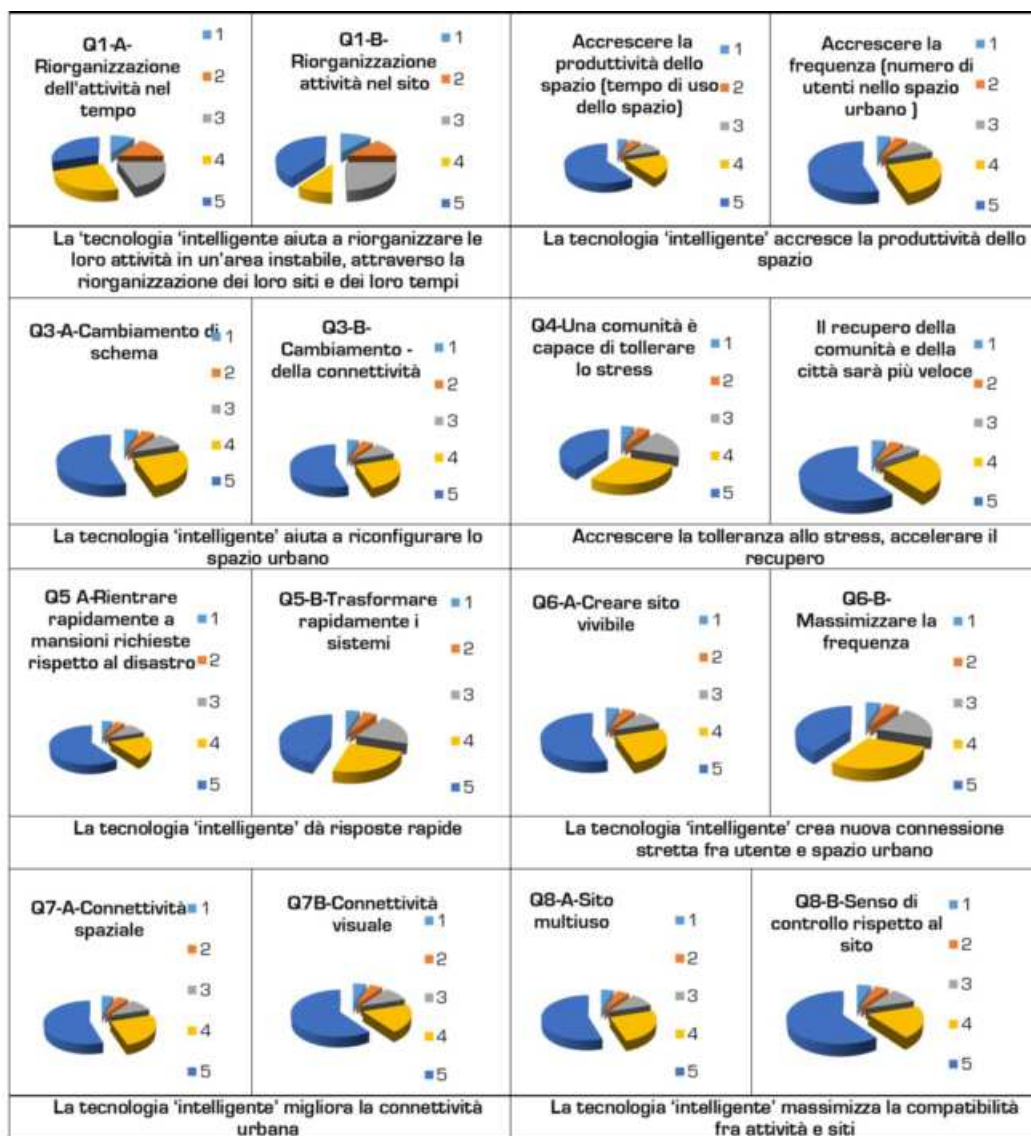 Q1-A-
Riorganizzazione
dell'attività nel
tempo
1
2
3
4
5
Q1-B-
Riorganizzazione
attività nel sito
1
2
3
4
5
Accrescere la
produttività dello
spazio (tempo di uso
dello spazio)
1
2
3
4
5
Accrescere la
frequenza (numero di
utenti nello spazio
urbano )
1
2
3
4
5
La 'tecnologia 'intelligente aiuta a riorganizzare le
loro attività in un'area instabile, attraverso la
riorganizzazione dei loro siti e dei loro tempi
La tecnologia 'intelligente' accresce la produttività dello
spazio
Q3-A-Cambiamento di
schema
1
2
3
4
5
Q3-B-
Cambiamento -
della connettività
1
2
3
4
5
Q4-Una comunità è
capace di tollerare
lo stress
1
2
3
4
5
Il recupero della
comunità e della
città sarà più veloce
1
2
3
4
5
La tecnologia 'intelligente' aiuta a riconfigurare lo
spazio urbano
Accrescere la tolleranza allo stress, accelerare il
recupero
Q5 A-Rientrare
rapidamente a
mansioni richieste
rispetto al disastro
1
2
3
4
5
Q5-B-Trasformare
rapidamente i
sistemi
1
2
3
4
5
Q6-A-Creare sito
vivibile
1
2
3
4
5
Q6-B-
Massimizzare la
frequenza
1
2
3
4
5
La tecnologia 'intelligente' dà risposte rapide
La tecnologia 'intelligente' crea nuova connessione
stretta fra utente e spazio urbano
Q7-A-Connettività
spaziale
1
2
3
4
5
Q7B-Connettività
visuale
1
2
3
4
5
Q8-A-Sito
multiuso
1
2
3
4
5
Q8-B-Senso di
controllo rispetto al
sito
1
2
3
4
5
La tecnologia 'intelligente' migliora la connettività
urbana
La tecnologia 'intelligente' massimizza la compatibilità
fra attività e siti